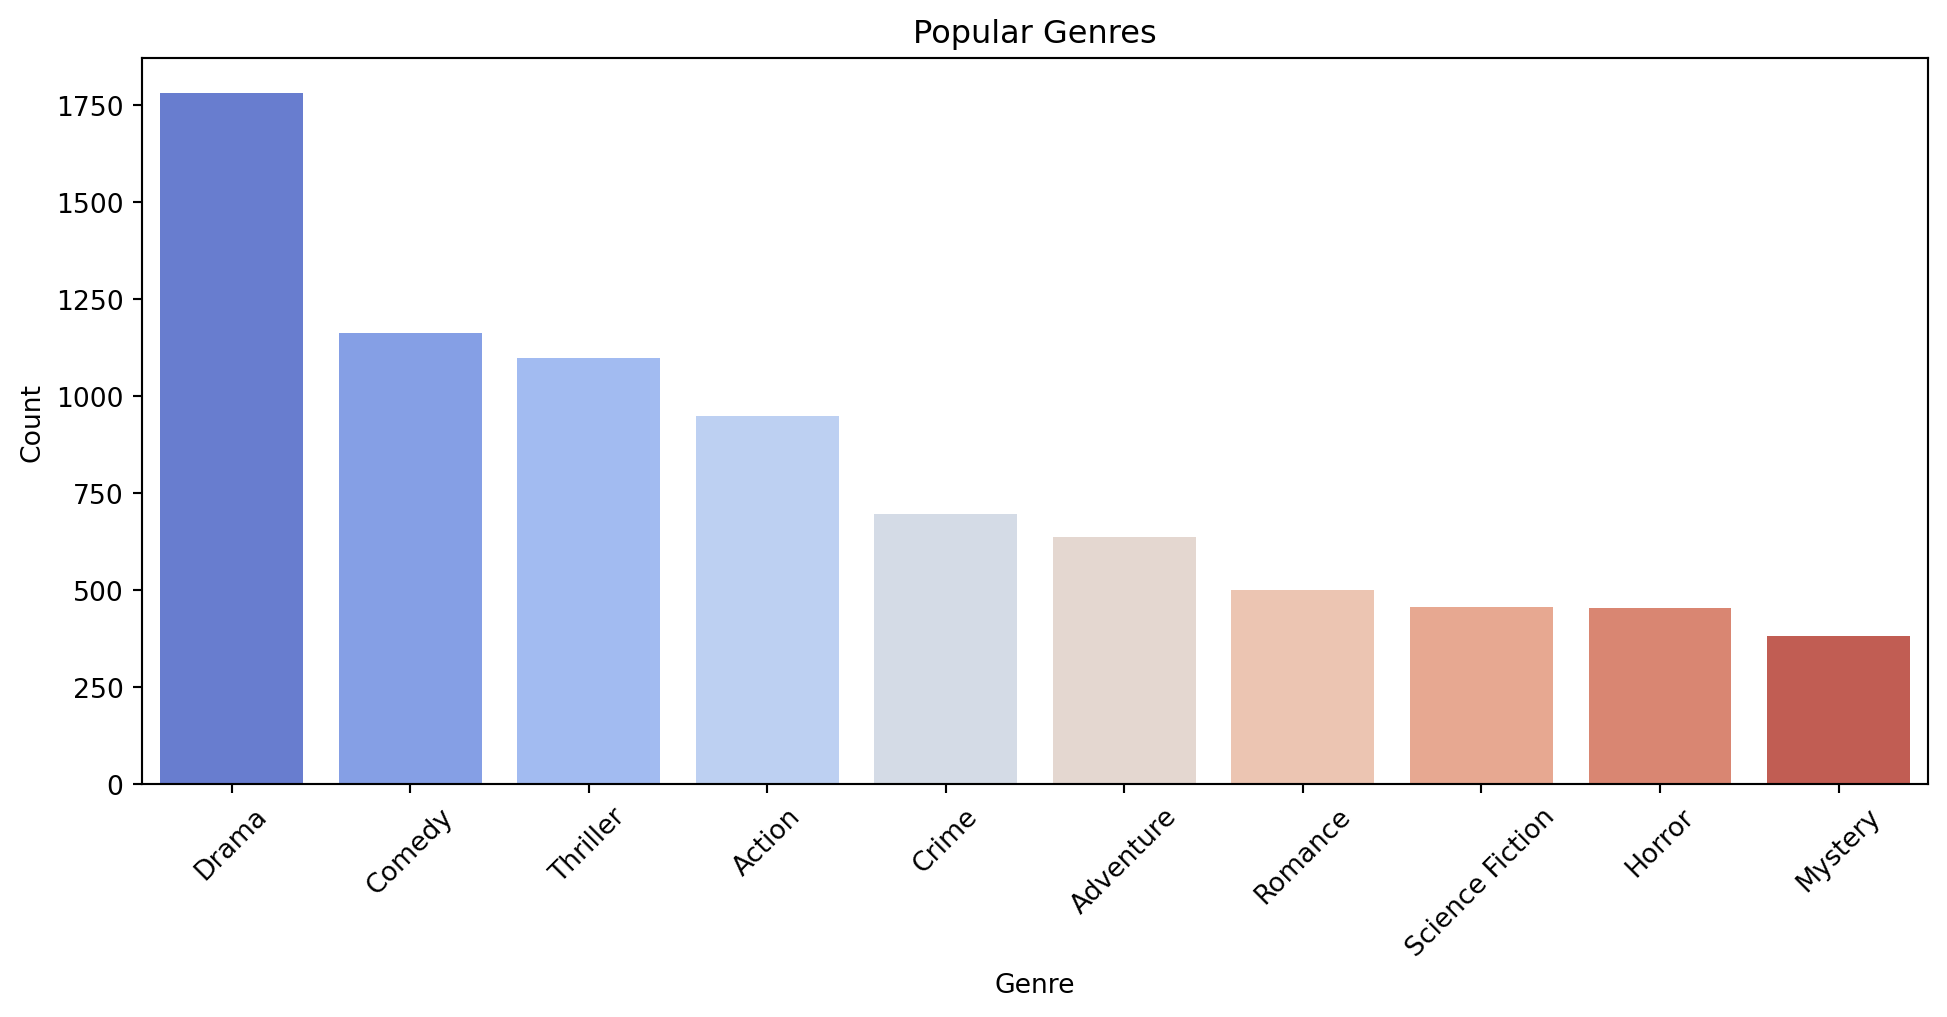 Popular Genres
1750
1500
1250
1000
750
500
250
0
Count
Drama
Comedy
Thriller
Action
Crime
Adventure
Romance
Science Fiction
Horror
Mystery
Genre